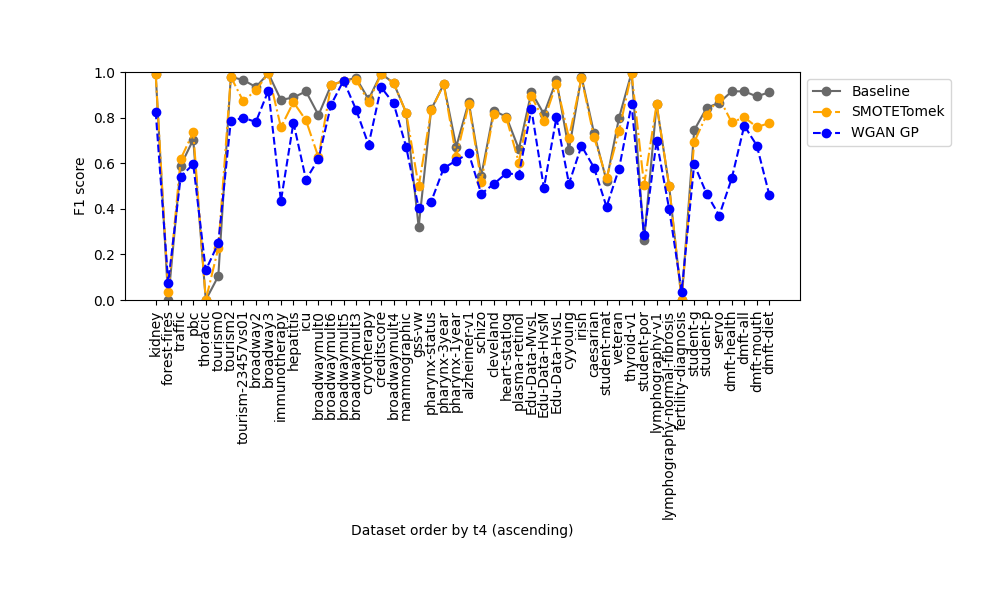 Baseline
SMOTETomek
WGAN GP
F1 score
1.0
0.8
0.6
0.4
0.2
0.0
kidney
forest-fires
traffic
pbc
thoracic
tourism0
tourism2
tourism-23457vs01
broadway2
broadway3
immunotherapy
hepatitis
icu
broadwaymult0
broadwaymult6
broadwaymult5
broadwaymult3
cryotherapy
creditscore
broadwaymult4
mammographic
gss-vw
pharynx-status
pharynx-3year
pharynx-1year
alzheimer-v1
schizo
cleveland
heart-statlog
plasma-retinol
Edu-Data-MvsL
Edu-Data-HvsM
Edu-Data-HvsL
cyyoung
irish
caesarian
student-mat
veteran
thyroid-v1
student-por
lymphography-v1
lymphography-normal-fibrosis
fertility-diagnosis
student-g
student-p
servo
dmft-health
dmft-all
dmft-mouth
dmft-diet
Dataset order by t4 (ascending)